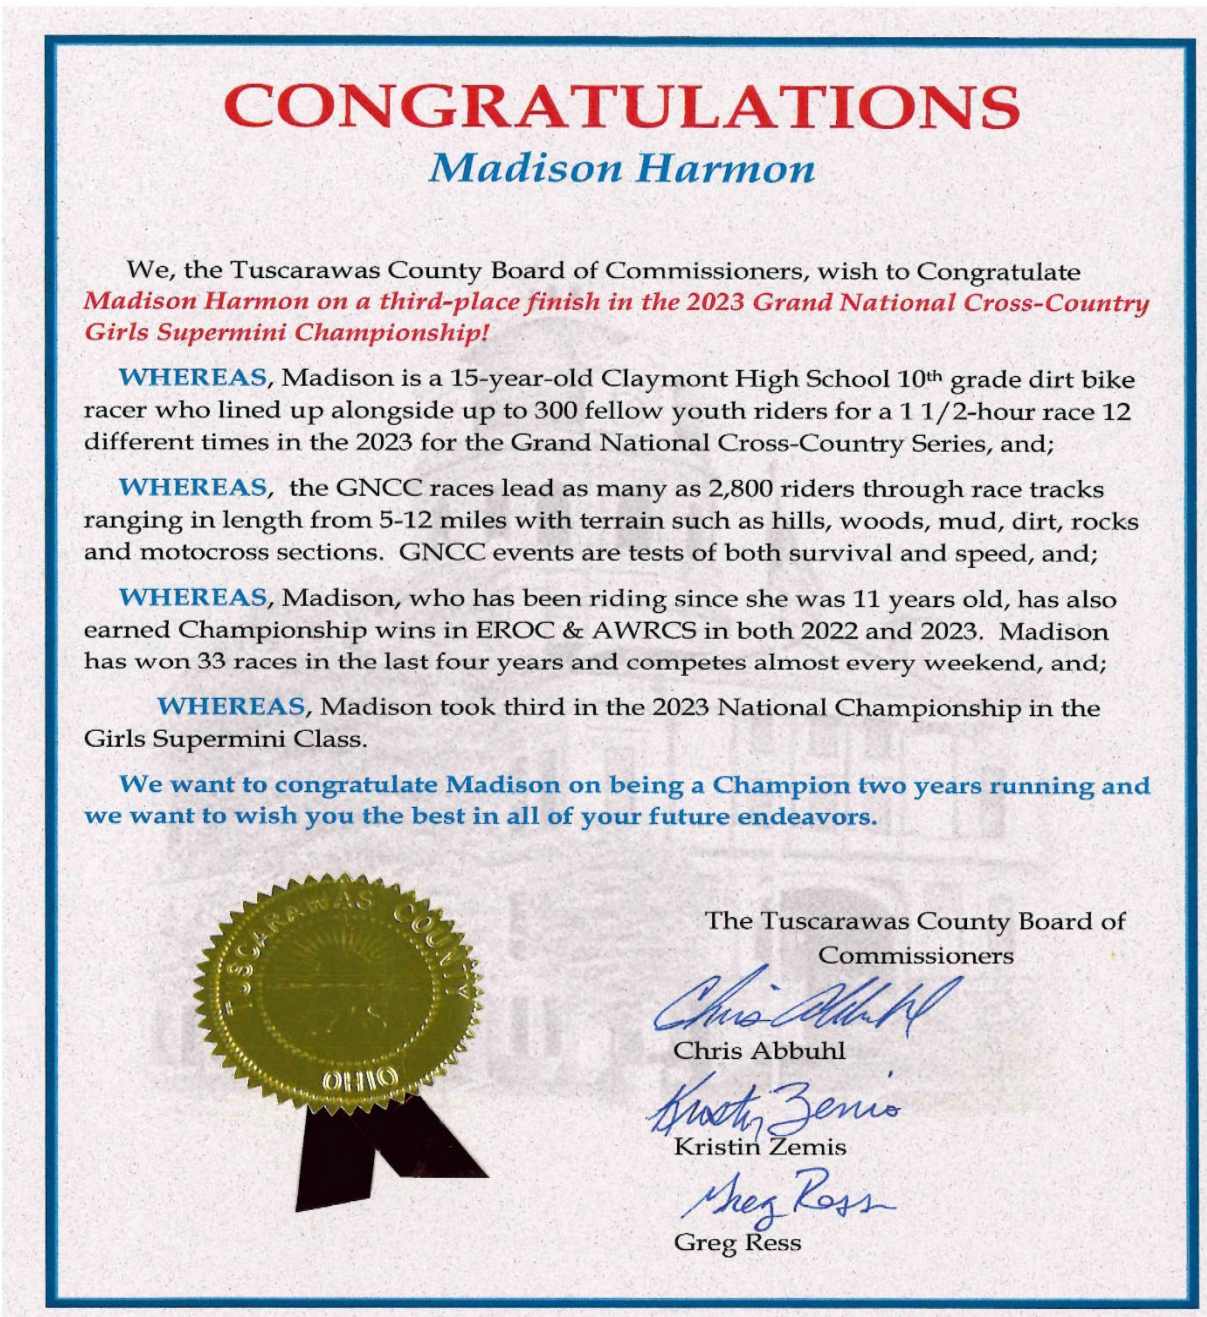 CONGRATULATIONS
Madison Harmon
We, the Tuscarawas County Board of Commissioners, wish to Congratulate
Madison Harmon on a third-place finish in the 2023 Grand National Cross-Country
Girls Supermini Championship!
WHEREAS, Madison is a 15-year-old Claymont High School 10th grade dirt bike
racer who lined up alongside up to 300 fellow youth riders for a 1 1/2-hour race 12
different times in the 2023 for the Grand National Cross-Country Series, and;
WHEREAS, the GNCC races lead as many as 2,800 riders through race tracks
ranging in length from 5-12 miles with terrain such as hills, woods, mud, dirt, rocks
and motocross sections. GNCC events are tests of both survival and speed, and;
WHEREAS, Madison, who has been riding since she was 11 years old, has also
earned Championship wins in EROC & AWRCS in both 2022 and 2023. Madison
has won 33 races in the last four years and competes almost every weekend, and;
WHEREAS, Madison took third in the 2023 National Championship in the
Girls Supermini Class.
We want to congratulate Madison on being a Champion two years running and
we want to wish you the best in all of your future endeavors.
TUSCARAWAS COUNTY
OHIO
The Tuscarawas County Board of
Commissioners
Chris Abbuhl
Chris Abbuhl
Kristin Zemis
Kristin Zemis
Greg Ress
Greg Ress